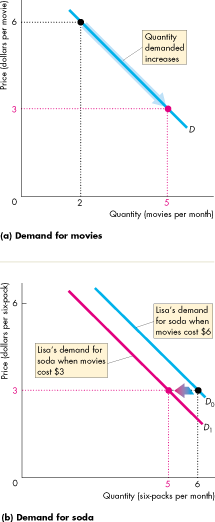 Price (dollars per movie)
6
Quantity
demanded
increases
3
D
0
2
5
Quantity (movies per month)
(a) Demand for movies
Price (dollars per six-pack)
6
Lisa's demand
for soda when
movies cost $6
Lisa's demand for
soda when movies
cost $3
3
D0
D1
0
5
6
Quantity (six-packs per month)
(b) Demand for soda